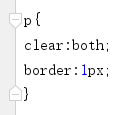 p{
clear:both;
border:1px;
}